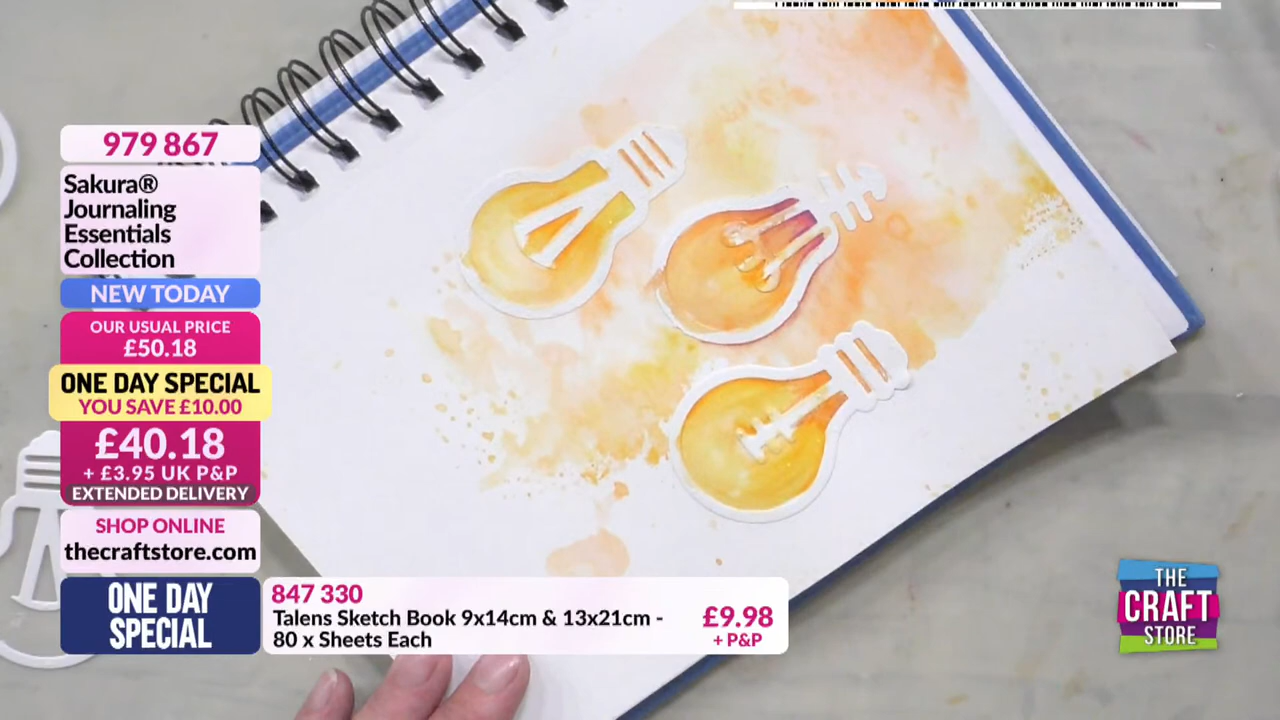 979 867
Sakura®
Journaling
Essentials
Collection
NEW TODAY
OUR USUAL PRICE
£50.18
ONE DAY SPECIAL
YOU SAVE £10.00
£40.18
+ £3.95 UK P&P
EXTENDED DELIVERY
SHOP ONLINE
thecraftstore.com
ONE DAY
SPECIAL
847 330
Talens Sketch Book 9x14cm & 13x21cm -
80 x Sheets Each
£9.98
+ P&P
THE
CRAFT
STORE